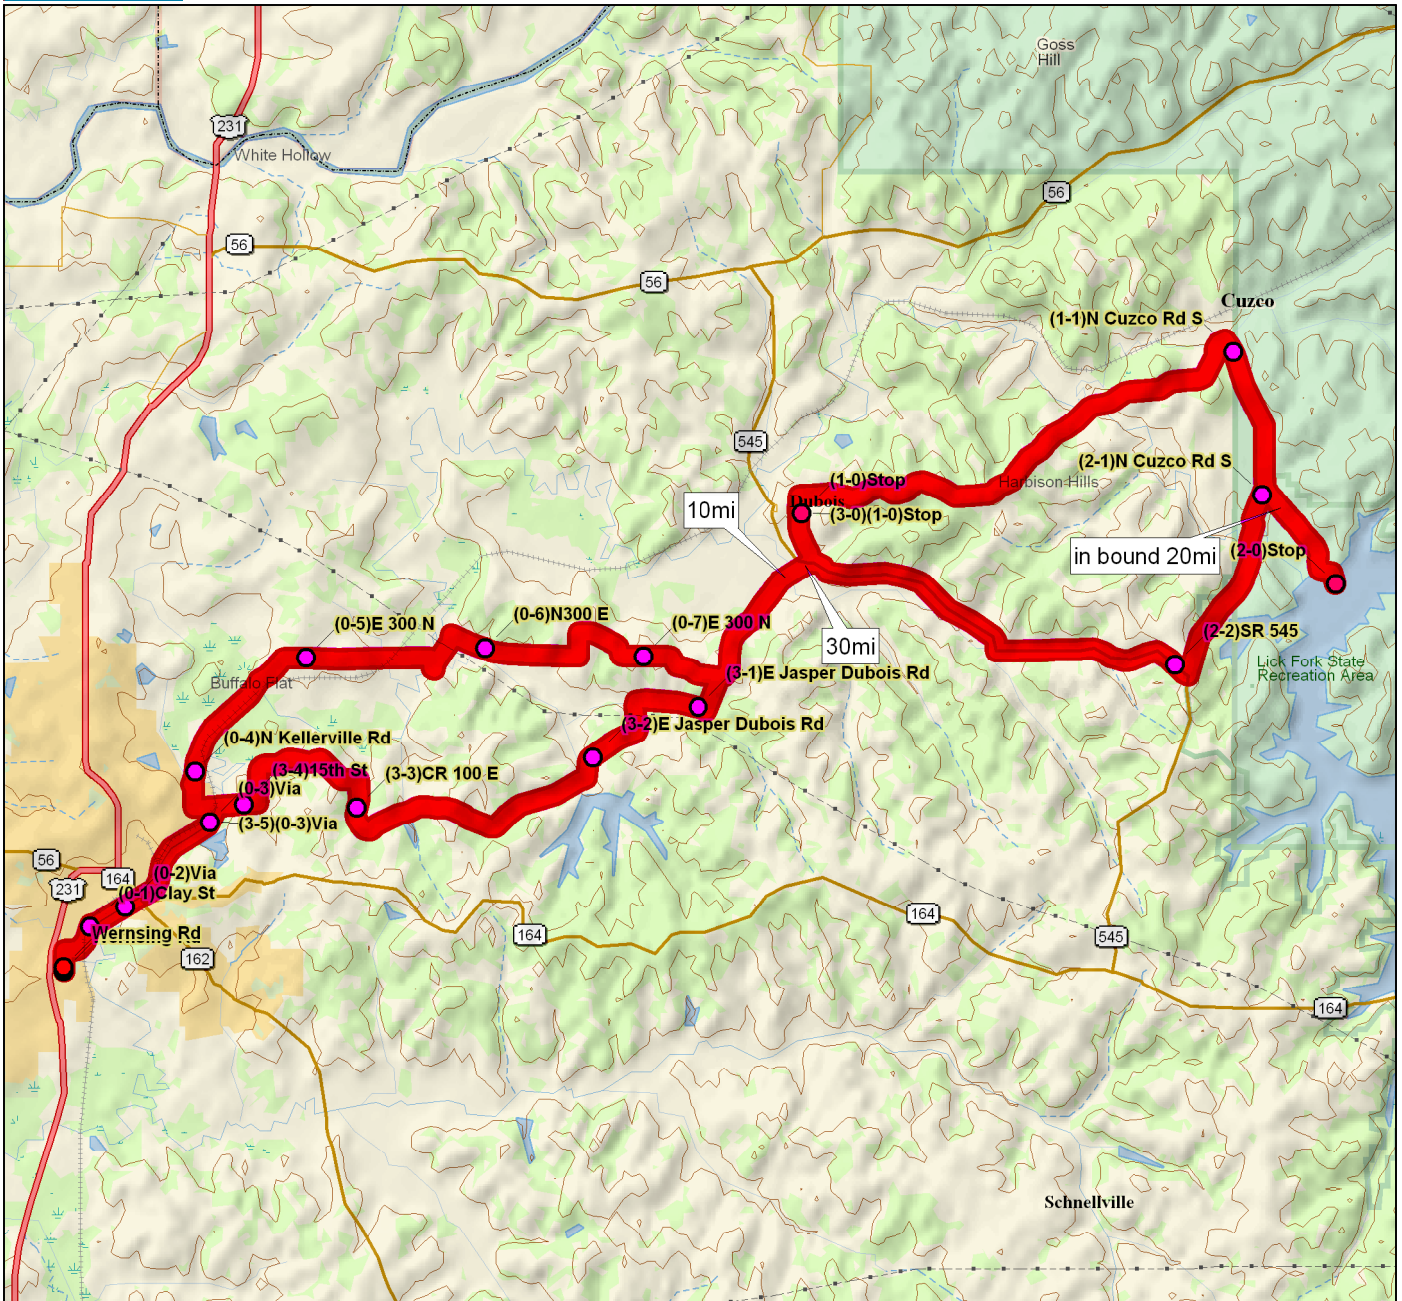 Goss
Hill
231
White Hollow
56
56
56
Cuzco
(1-1)N Cuzco Rd S
545
(2-1)N Cuzco Rd S
(1-0)Stop
Harbison Hills
Dubois
10mi
(3-0)(1-0)Stop
in bound 20mi
(2-0)Stop
(0-5)E 300 N
(0-6)N300 E
(0-7)E 300 N
30mi
(2-2)SR 545
Lick Fork State
Recreation Area
(3-1)E Jasper Dubois Rd
Buffalo Flat
(3-2)E Jasper Dubois Rd
(0-4)N Kellerville Rd
(3-4)15th St
(3-3)CR 100 E
(0-3)Via
(3-5)(0-3)Via
56
231
164
(0-2)Via
(0-1)Clay St
Wernsing Rd
162
164
164
545
164
Schnellville